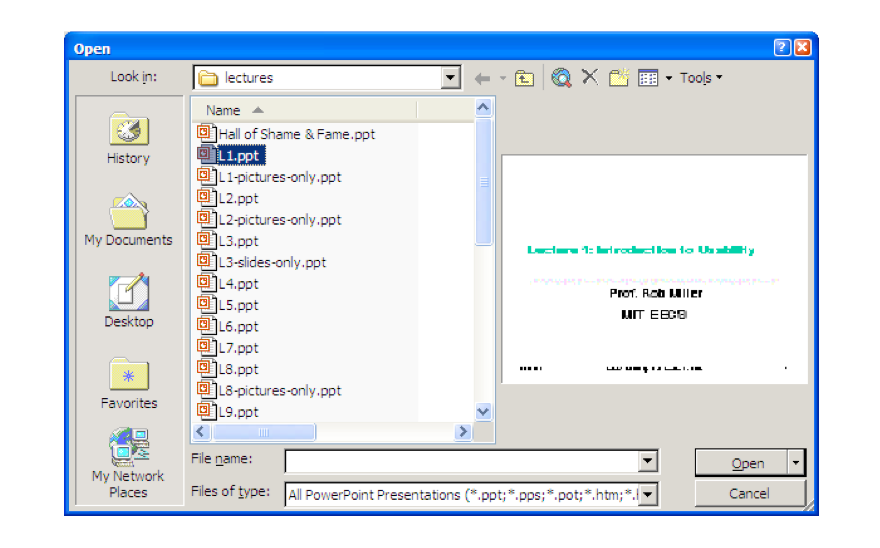 Open
Look in:
lectures
Tools
Name
Hall of Shame & Fame.ppt
L1.ppt
L1-pictures-only.ppt
L2.ppt
L2-pictures-only.ppt
L3.ppt
L3-slides-only.ppt
L4.ppt
L5.ppt
L6.ppt
L7.ppt
L8.ppt
L8-pictures-only.ppt
L9.ppt
History
My Documents
Desktop
Favorites
My Network
Places
Lecture 1: Introduction to Usability
Prof. Rob Miller
MIT EECS
File name:
Open
Files of type:
All PowerPoint Presentations (*.ppt;*.pps;*.pot;*.htm;*.
Cancel